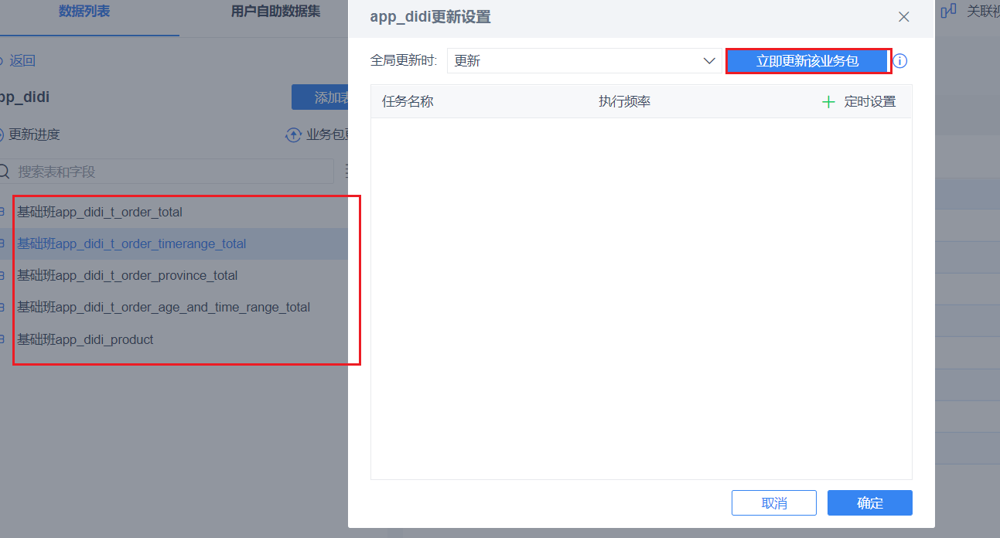 数据列表
用户自助数据集
返回
pp_didi
添加表
更新进度
业务包更
搜索表和字段
基础班app_didi_t_order_total
基础班app_didi_t_order_timerange_total
基础班app_didi_t_order_province_total
基础班app_didi_t_order_age_and_time_range_total
基础班app_didi_product
app_didi更新设置
全局更新时:
更新
立即更新该业务包
任务名称
执行频率
定时设置
取消
确定
关联视